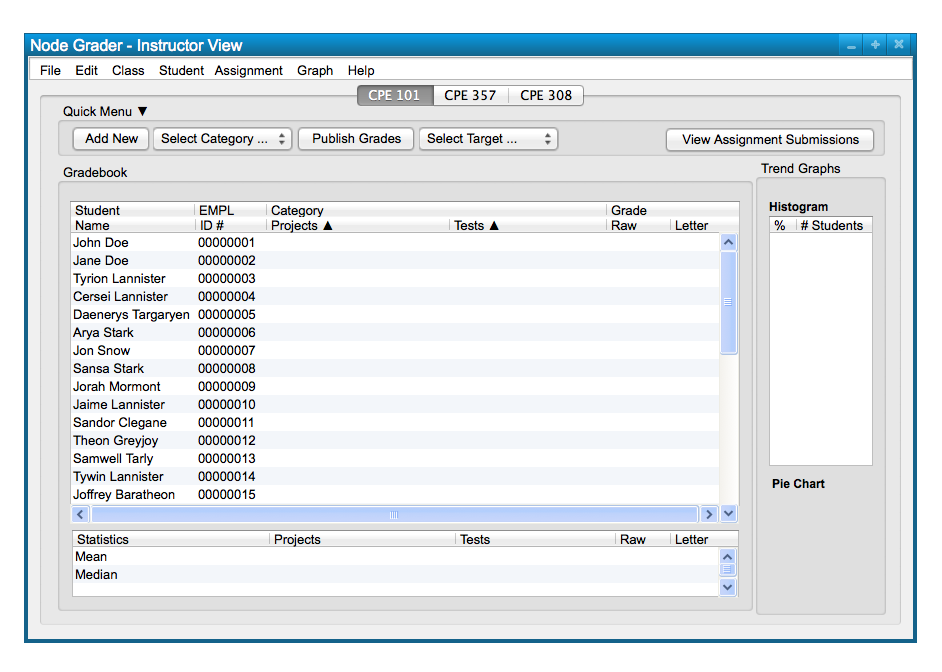 Node Grader - Instructor View
File Edit Class Student Assignment Graph Help
CPE 101 CPE 357 CPE 308
Quick Menu ▼
Add New Select Category ... Publish Grades Select Target ... View Assignment Submissions
Gradebook
Student EMPL Category Grade
Name ID # Projects ▲ Tests ▲ Raw Letter
John Doe 00000001
Jane Doe 00000002
Tyrion Lannister 00000003
Cersei Lannister 00000004
Daenerys Targaryen 00000005
Arya Stark 00000006
Jon Snow 00000007
Sansa Stark 00000008
Jorah Mormont 00000009
Jaime Lannister 00000010
Sandor Clegane 00000011
Theon Greyjoy 00000012
Samwell Tarly 00000013
Tywin Lannister 00000014
Joffrey Baratheon 00000015
Statistics Projects Tests Raw Letter
Mean
Median
Trend Graphs
Histogram
% # Students
Pie Chart